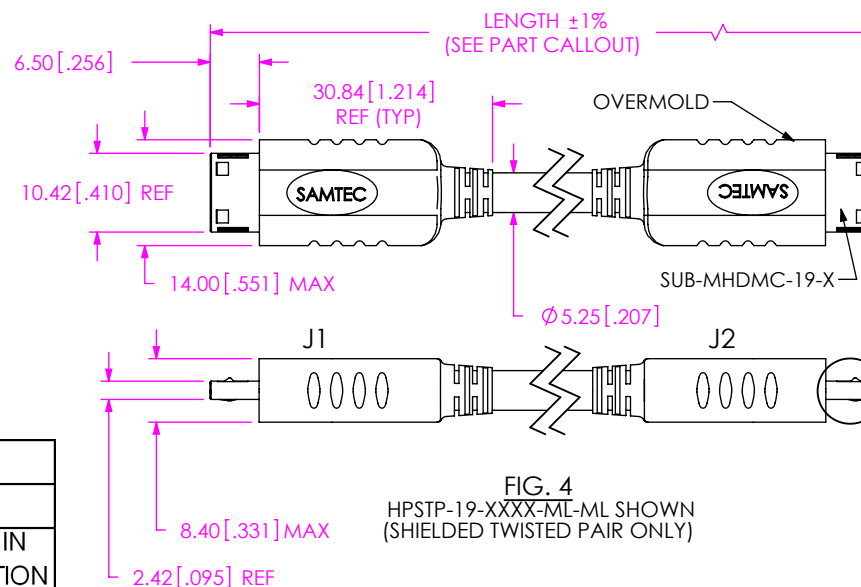 LENGTH ±1%
(SEE PART CALLOUT)
6.50[.256]
30.84[1.214]
REF (TYP)
OVERMOLD
10.42[.410] REF
SAMTEC
SAMTEC
14.00[.551] MAX
SUB-MHDMC-19-X
Ø5.25[.207]
J1
J2
FIG. 4
HPSTP-19-XXXX-ML-ML SHOWN
(SHIELDED TWISTED PAIR ONLY)
8.40[.331] MAX
IN
TION
2.42[.095] REF